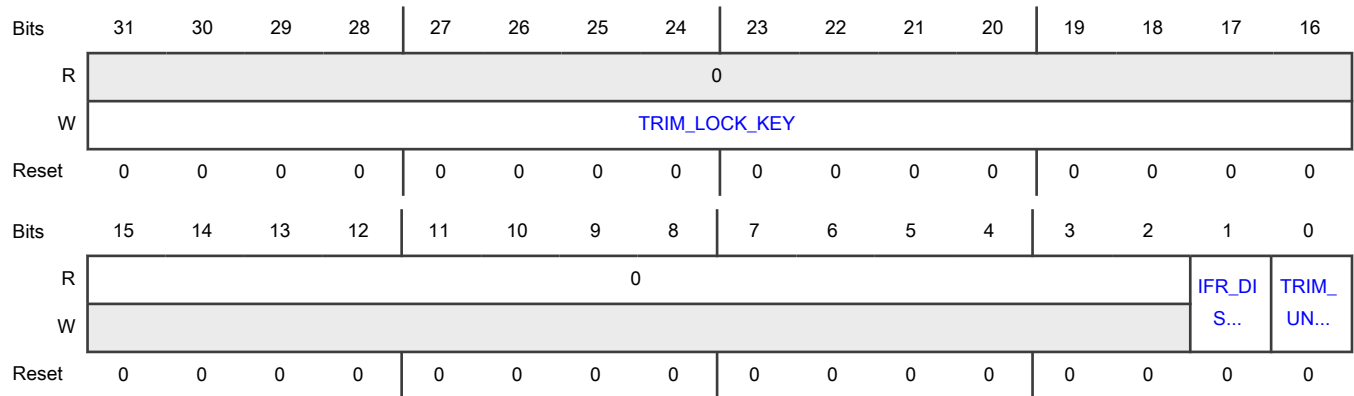 Bits 31 30 29 28 27 26 25 24 23 22 21 20 19 18 17 16
R 0
W TRIM_LOCK_KEY
Reset 0 0 0 0 0 0 0 0 0 0 0 0 0 0 0 0
Bits 15 14 13 12 11 10 9 8 7 6 5 4 3 2 1 0
R 0 IFR_DI TRIM_
W S... UN...
Reset 0 0 0 0 0 0 0 0 0 0 0 0 0 0 0 0